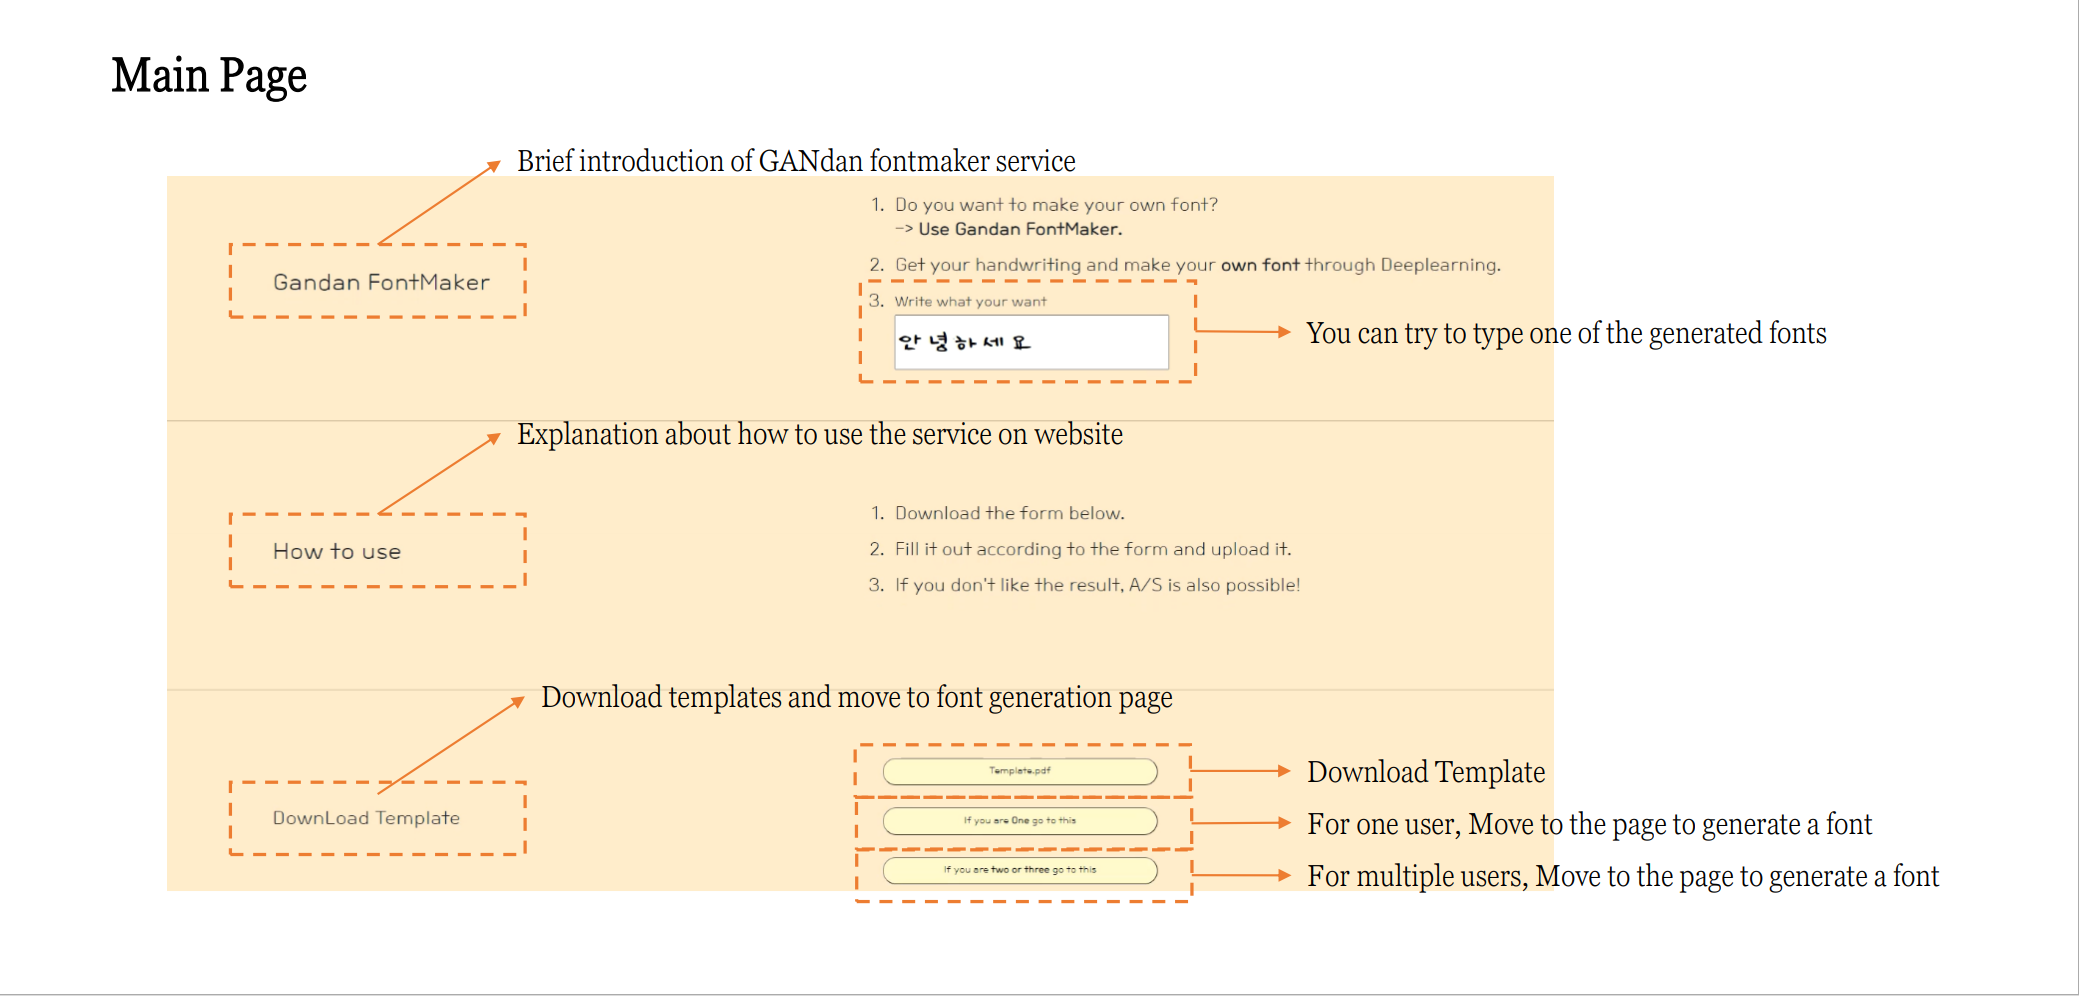 Main Page
Brief introduction of GANdan fontmaker service
Gandan FontMaker
1. Do you want to make your own font?
-> Use Gandan FontMaker.
2. Get your handwriting and make your own font through Deeplearning.
3. Write what your want
안녕하세요
You can try to type one of the generated fonts
Explanation about how to use the service on website
How to use
1. Download the form below.
2. Fill it out according to the form and upload it.
3. If you don't like the result, A/S is also possible!
Download templates and move to font generation page
DownLoad Template
Template.pdf
Download Template
If you are One go to this
For one user, Move to the page to generate a font
If you are two or three go to this
For multiple users, Move to the page to generate a font